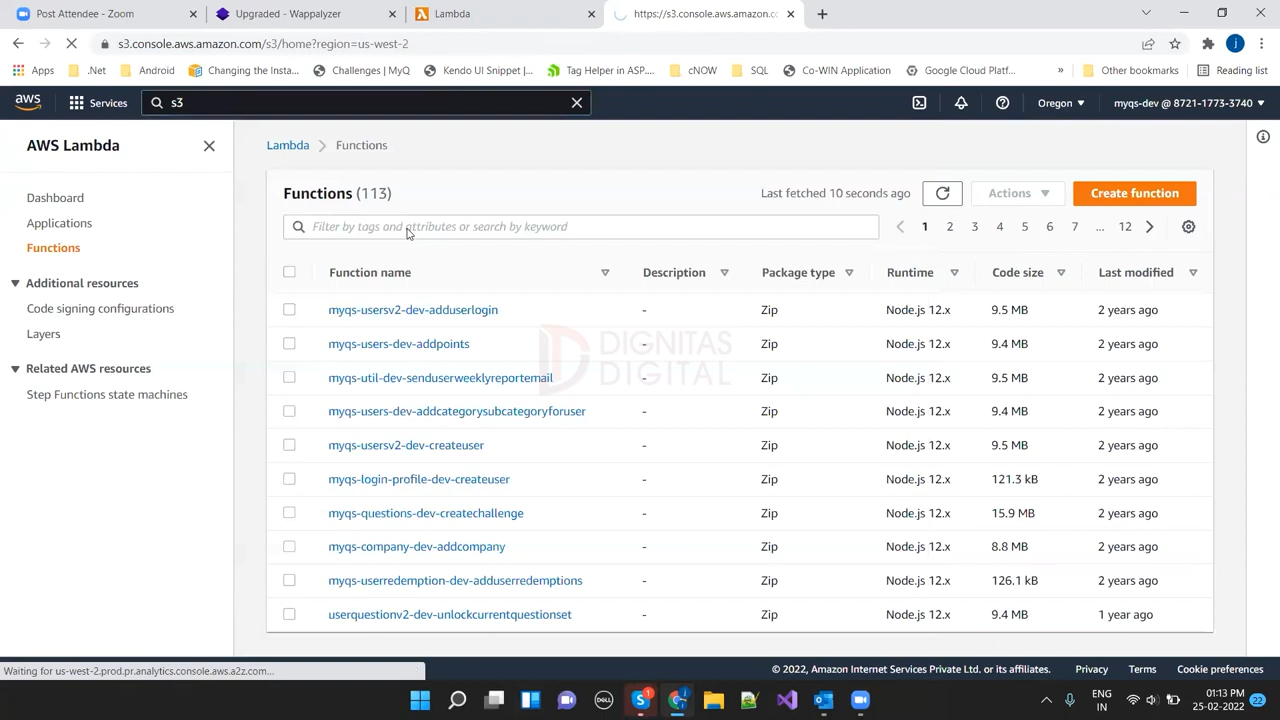 Post Attendee - Zoom
Upgraded - Wappalyzer
Lambda
https://s3.console.aws.amazon.cc
s3.console.aws.amazon.com/s3/home?region=us-west-2
Apps
.Net
Android
Changing the Insta...
Challenges | MyQ
Kendo UI Snippet |...
Tag Helper in ASP....
cNOW
SQL
Co-WIN Application
Google Cloud Platf...
Other bookmarks
Reading list
aws
Services
s3
Oregon
myqs-dev @ 8721-1773-3740
AWS Lambda
Lambda
Functions
Dashboard
Applications
Functions
Additional resources
Code signing configurations
Layers
Related AWS resources
Step Functions state machines
Functions (113)
Last fetched 10 seconds ago
Actions
Create function
Filter by tags and attributes or search by keyword
1 2 3 4 5 6 7 ... 12
Function name Description Package type Runtime Code size Last modified
myqs-usersv2-dev-adduserlogin - Zip Node.js 12.x 9.5 MB 2 years ago
myqs-users-dev-addpoints - Zip Node.js 12.x 9.4 MB 2 years ago
myqs-util-dev-senduserweeklyreportemail - Zip Node.js 12.x 9.5 MB 2 years ago
myqs-users-dev-addcategorysubcategoryforuser - Zip Node.js 12.x 9.4 MB 2 years ago
myqs-usersv2-dev-createuser - Zip Node.js 12.x 9.5 MB 2 years ago
myqs-login-profile-dev-createuser - Zip Node.js 12.x 121.3 kB 2 years ago
myqs-questions-dev-createchallenge - Zip Node.js 12.x 15.9 MB 2 years ago
myqs-company-dev-addcompany - Zip Node.js 12.x 8.8 MB 2 years ago
myqs-userredemption-dev-adduserredemptions - Zip Node.js 12.x 126.1 kB 2 years ago
userquestionv2-dev-unlockcurrentquestionset - Zip Node.js 12.x 9.4 MB 1 year ago
DIGNITAS
DIGITAL
Waiting for us-west-2.prod.pr.analytics.console.aws.a2z.com...
© 2022, Amazon Internet Services Private Ltd. or its affiliates.
Privacy
Terms
Cookie preferences
ENG
IN
01:13 PM
25-02-2022
22